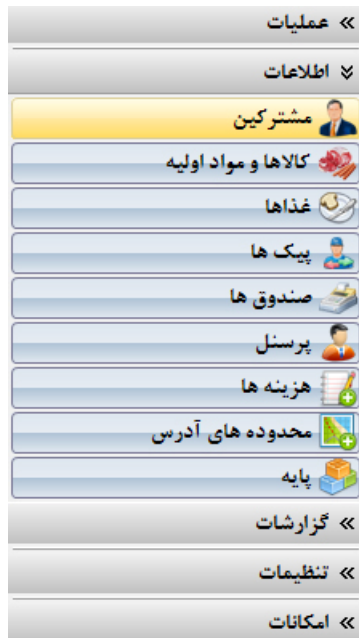 عملیات
اطلاعات
مشترکین
کالاها و مواد اولیه
غذاها
پیک ها
صندوق ها
پرسنل
هزینه ها
محدوده های آدرس
پایه
گزارشات
تنظیمات
امکانات